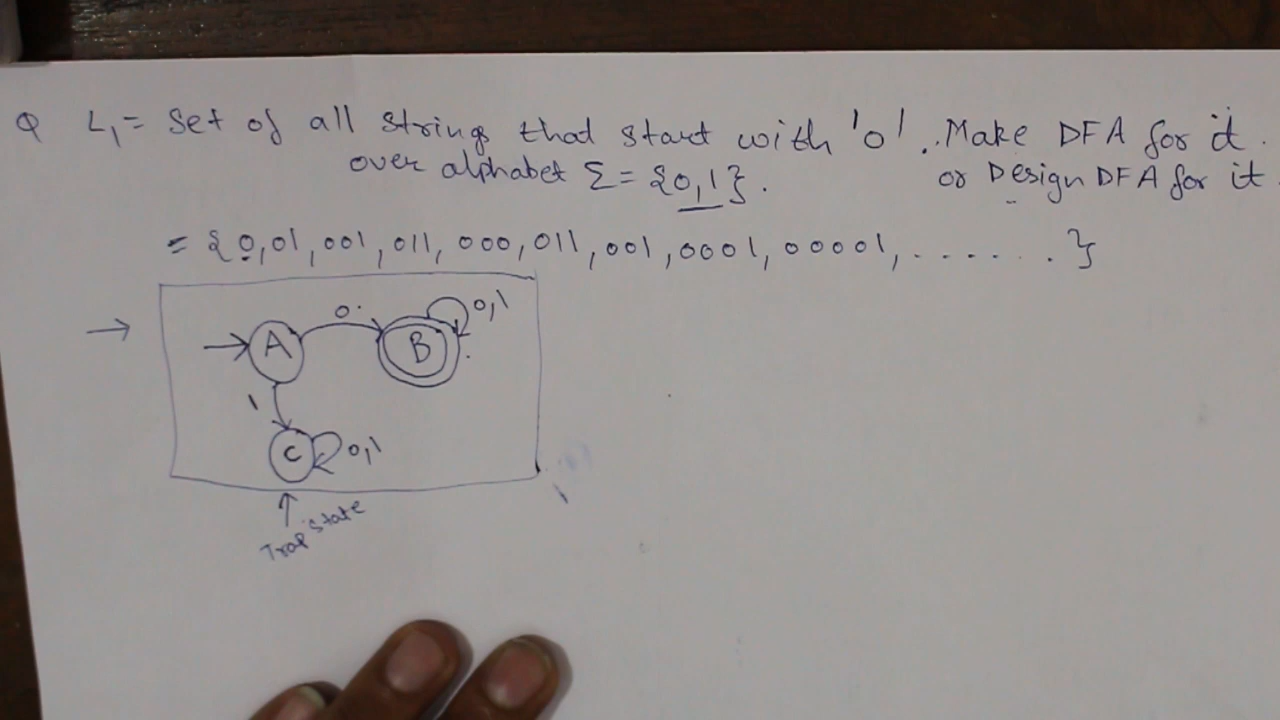 Q L₁ = Set of all strings that start with '0'. Make DFA for it.
over alphabet Σ = {0,1}. or Design DFA for it.
= {0,01,001,011,000,011,001,0001,00001,.......}
→
0
A B 0,1
1
C 0,1
Trap state